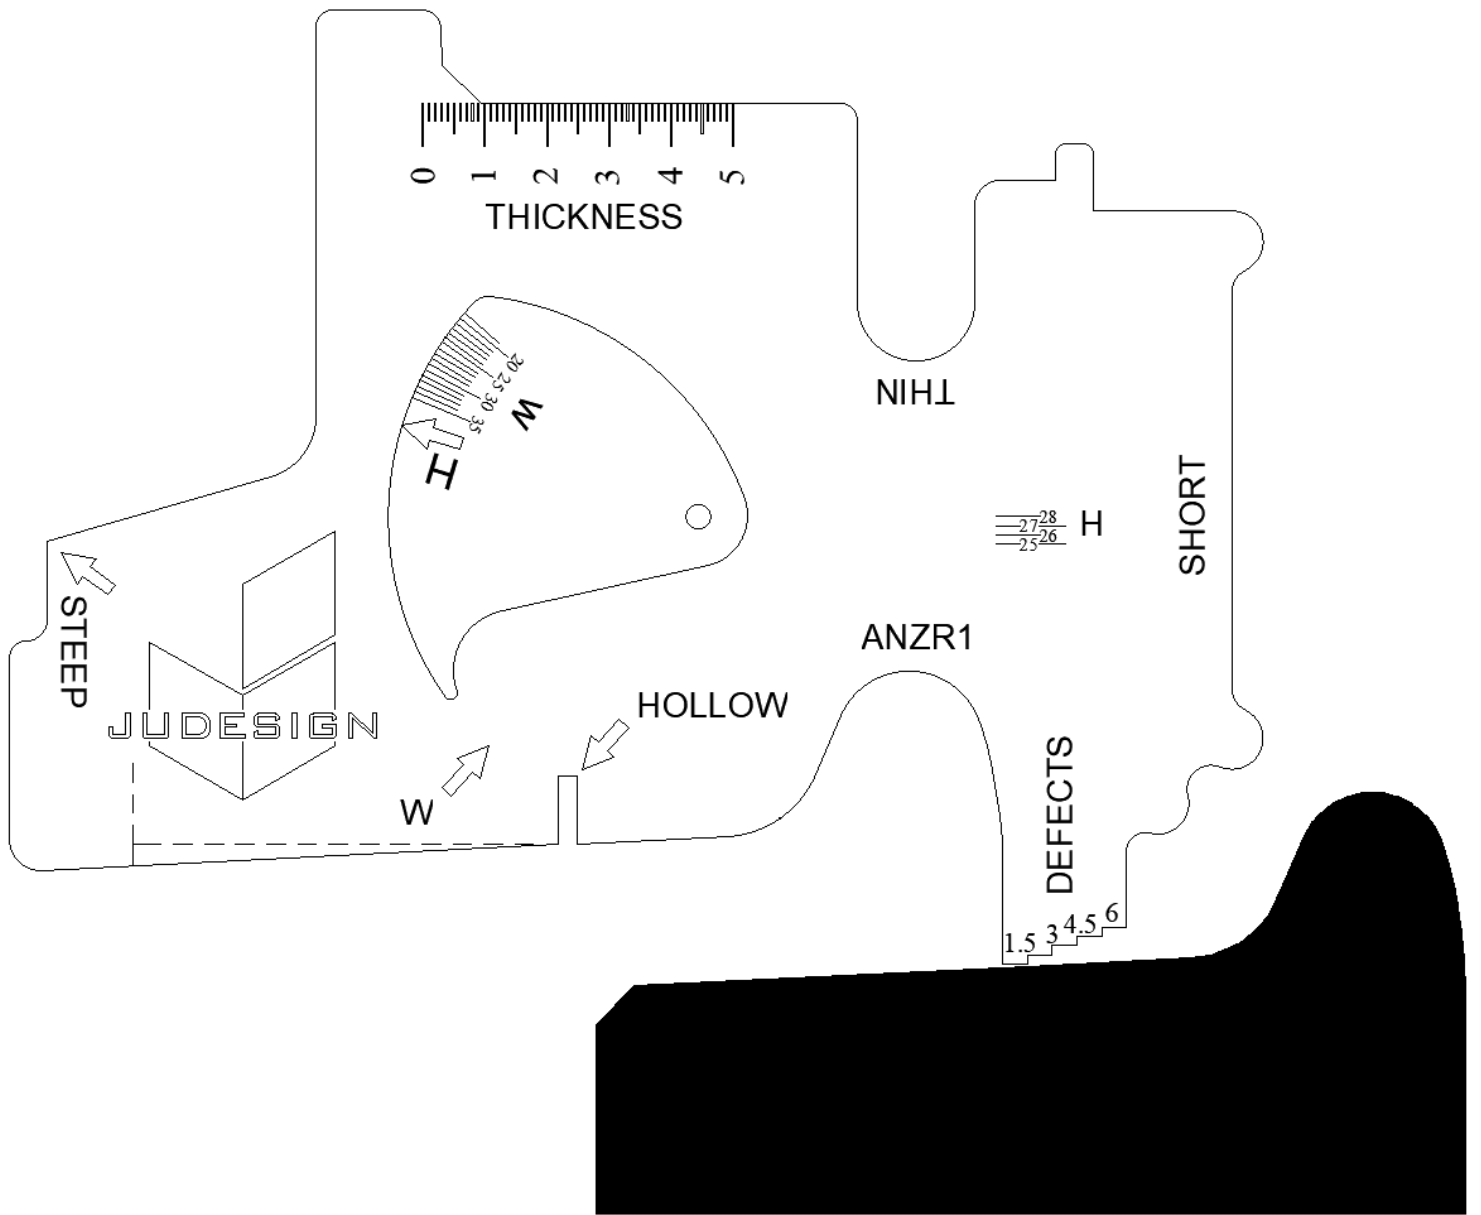 0 1 2 3 4 5
THICKNESS
20 25 30 35
W
H
THIN
SHORT
28
27
26
25
H
STEEP
ANZR1
JUDESIGN
HOLLOW
W
DEFECTS
1.5 3 4.5 6